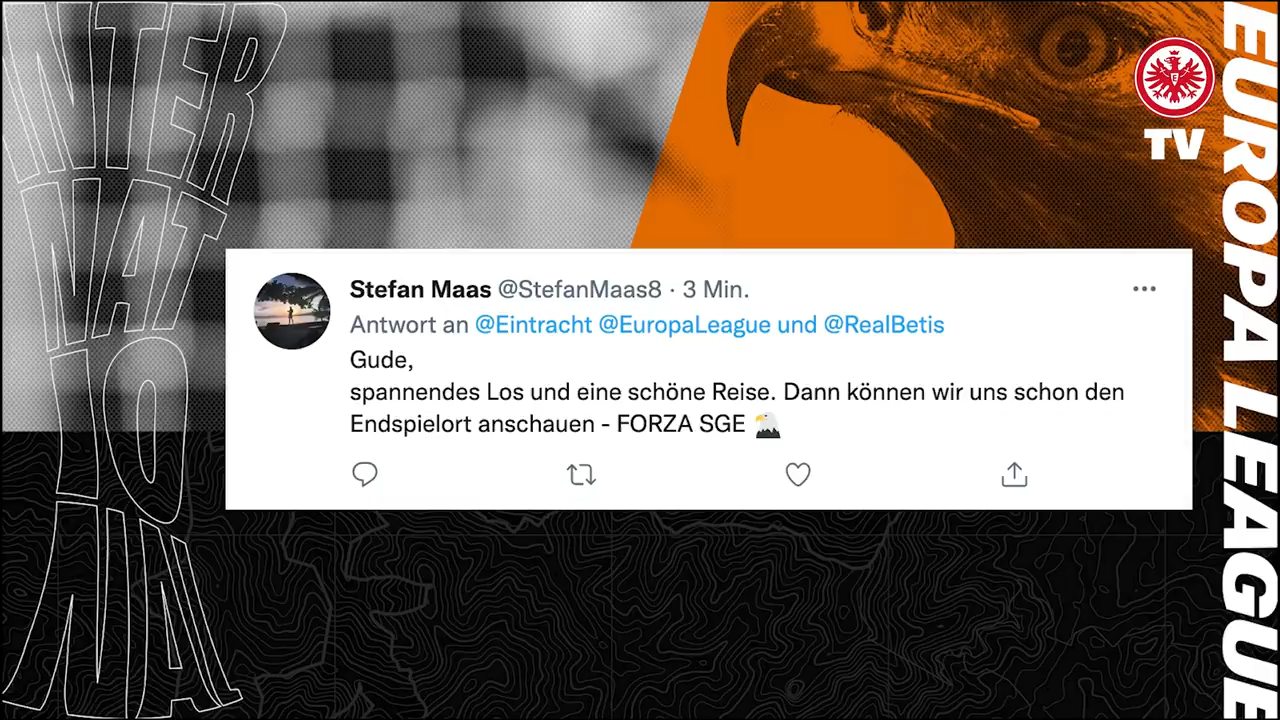 INTER
NAT
IO
NAL
EUROPA LEAGUE
TV
Stefan Maas @StefanMaas8 · 3 Min.
Antwort an @Eintracht @EuropaLeague und @RealBetis
Gude,
spannendes Los und eine schöne Reise. Dann können wir uns schon den
Endspielort anschauen - FORZA SGE 🦅